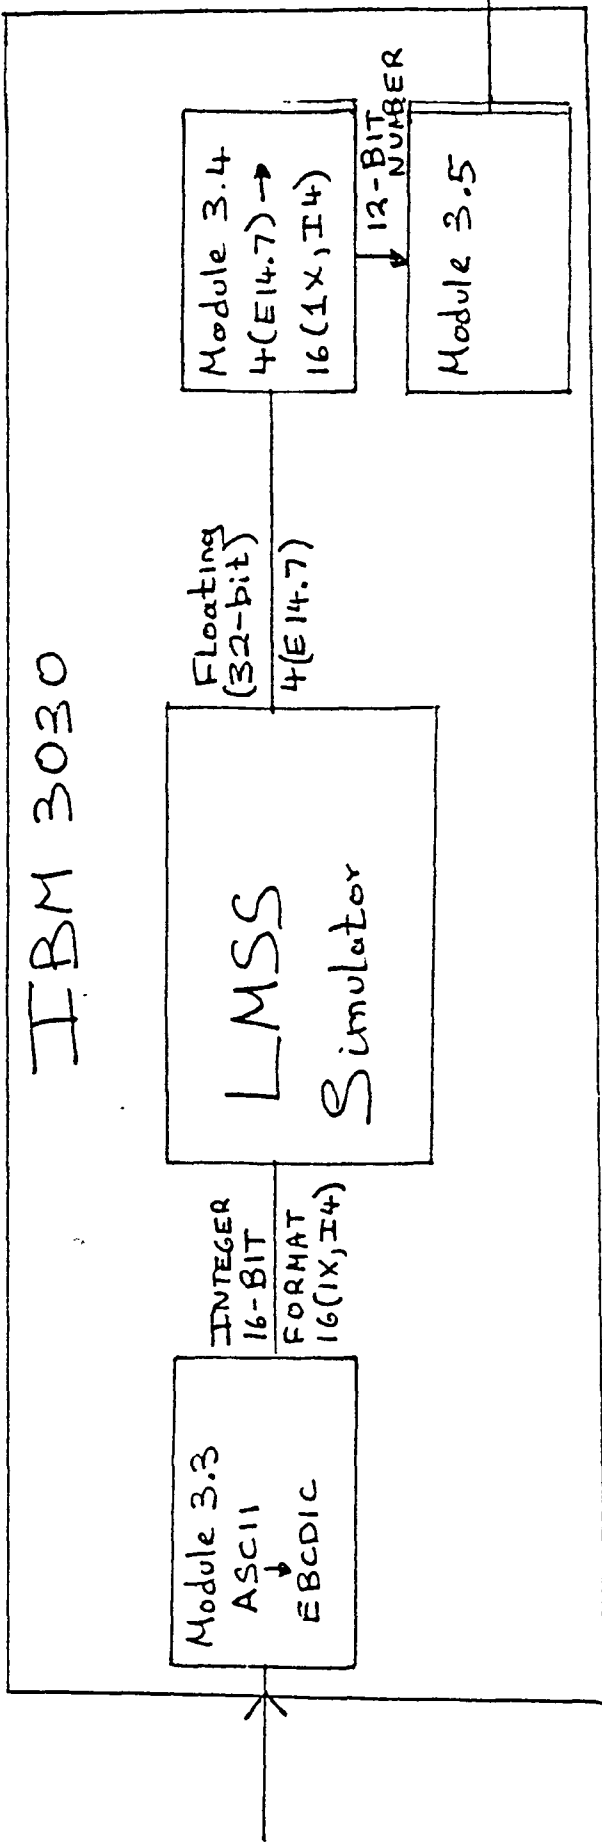 IBM 3030
Module 3.3
ASCII
↓
EBCDIC
INTEGER
16-BIT
FORMAT
16(1X,I4)
LMSS
Simulator
Floating
(32-bit)
4(E14.7)
Module 3.4
4(E14.7)→
16(1X,I4)
12-BIT
NUMBER
Module 3.5